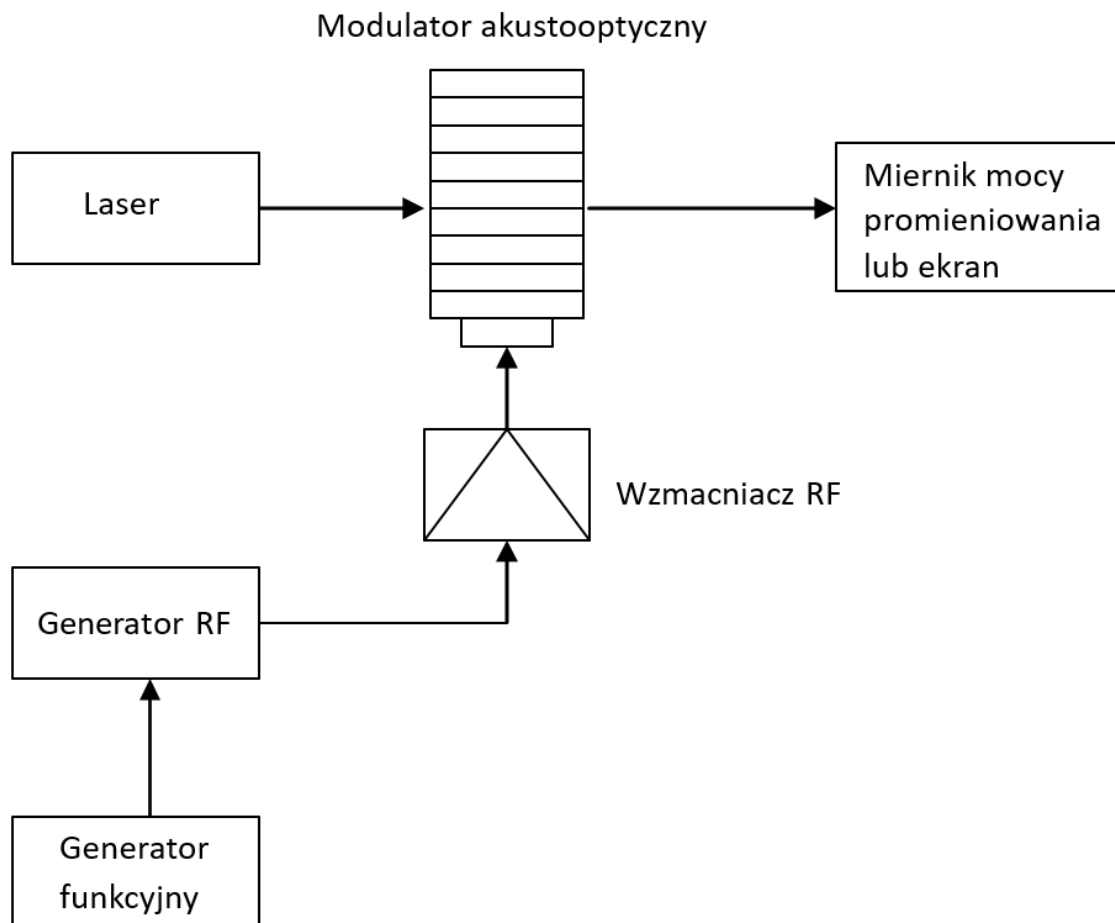 Modulator akustooptyczny
Laser
Miernik mocy
promieniowania
lub ekran
Wzmacniacz RF
Generator RF
Generator
funkcyjny